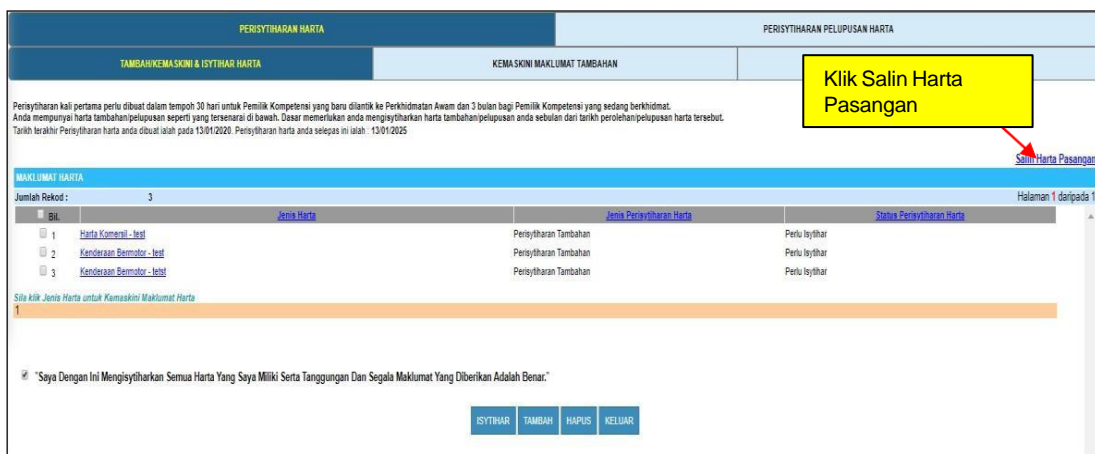 PERISYTIHARAN HARTA
PERISYTIHARAN PELUPUSAN HARTA
TAMBAH/KEMASKINI & ISYTIHAR HARTA
KEMASKINI MAKLUMAT TAMBAHAN
Klik Salin Harta
Pasangan
Perisytiharan kali pertama perlu dibuat dalam tempoh 30 hari untuk Pemilik Kompetensi yang baru dilantik ke Perkhidmatan Awam dan 3 bulan bagi Pemilik Kompetensi yang sedang berkhidmat.
Anda mempunyai harta tambahan/pelupusan seperti yang tersenarai di bawah. Dasar memerlukan anda mengisytiharkan harta tambahan/pelupusan anda sebulan dari tarikh perolehan/pelupusan harta tersebut.
Tarikh terakhir Perisytiharan harta anda dibuat ialah pada 13/01/2020. Perisytiharan harta anda selepas ini ialah : 13/01/2025
Salin Harta Pasangan
MAKLUMAT HARTA
Jumlah Rekod : 3 Halaman 1 daripada 1
Bil. Jenis Harta Jenis Perisytiharan Harta Status Perisytiharan Harta
1 Harta Komersil - test Perisytiharan Tambahan Perlu Isytihar
2 Kenderaan Bermotor - test Perisytiharan Tambahan Perlu Isytihar
3 Kenderaan Bermotor - tetst Perisytiharan Tambahan Perlu Isytihar
Sila klik Jenis Harta untuk Kemaskini Maklumat Harta
1
"Saya Dengan Ini Mengisytiharkan Semua Harta Yang Saya Miliki Serta Tanggungan Dan Segala Maklumat Yang Diberikan Adalah Benar."
ISYTIHAR TAMBAH HAPUS KELUAR